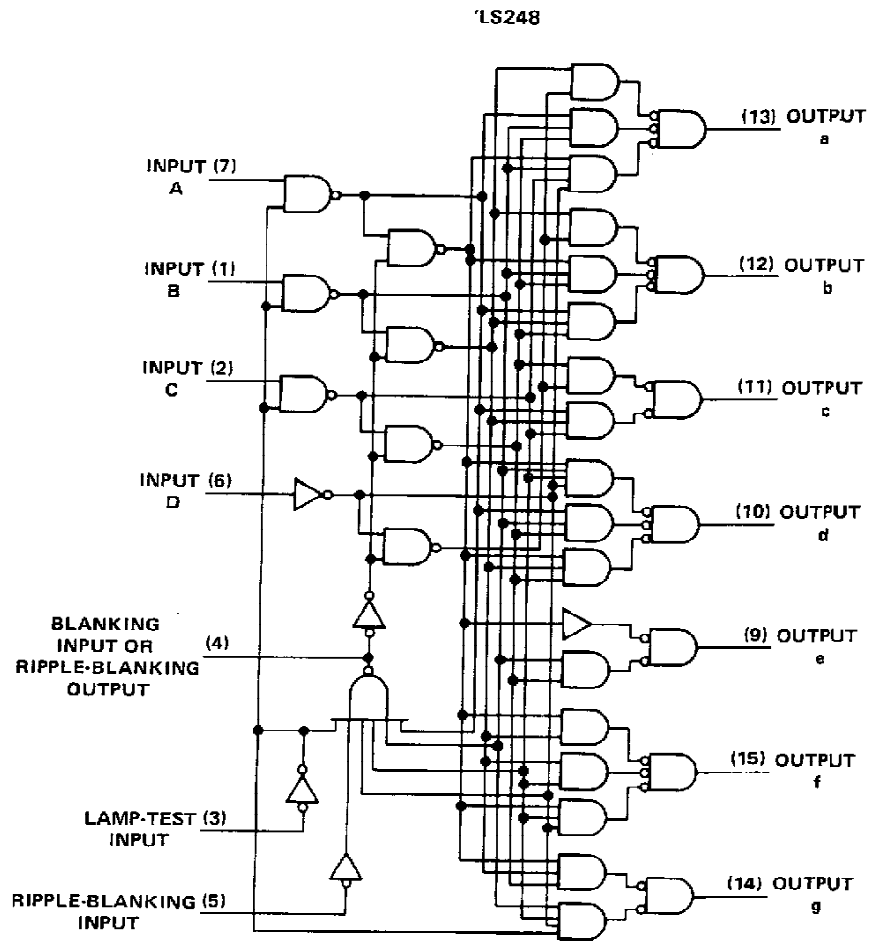 'LS248
(13) OUTPUT
a
INPUT (7)
A
(12) OUTPUT
b
INPUT (1)
B
INPUT (2)
C
(11) OUTPUT
c
INPUT (6)
D
(10) OUTPUT
d
BLANKING
INPUT OR (4)
RIPPLE-BLANKING
OUTPUT
(9) OUTPUT
e
(15) OUTPUT
f
LAMP-TEST (3)
INPUT
RIPPLE-BLANKING (5)
INPUT
(14) OUTPUT
g